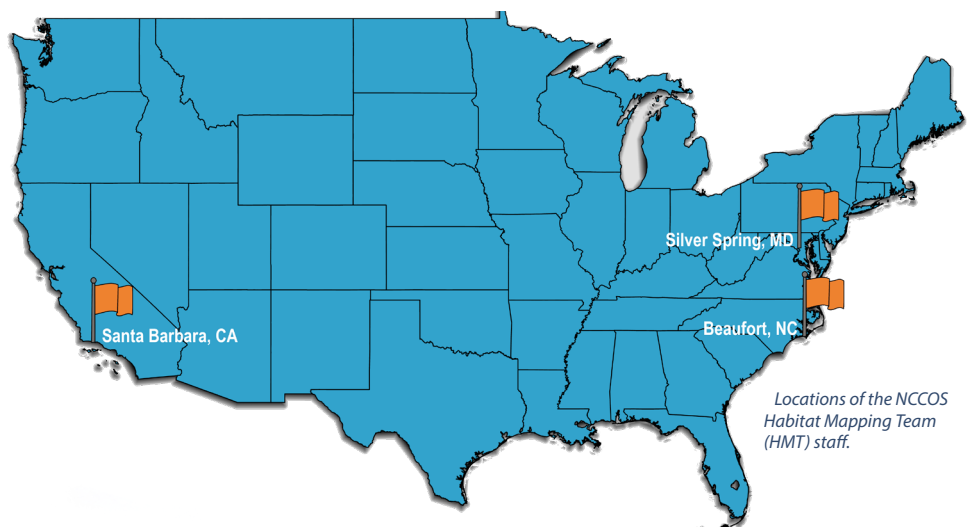 Silver Spring, MD
Santa Barbara, CA
Beaufort, NC
Locations of the NCCOS
Habitat Mapping Team
(HMT) staff.